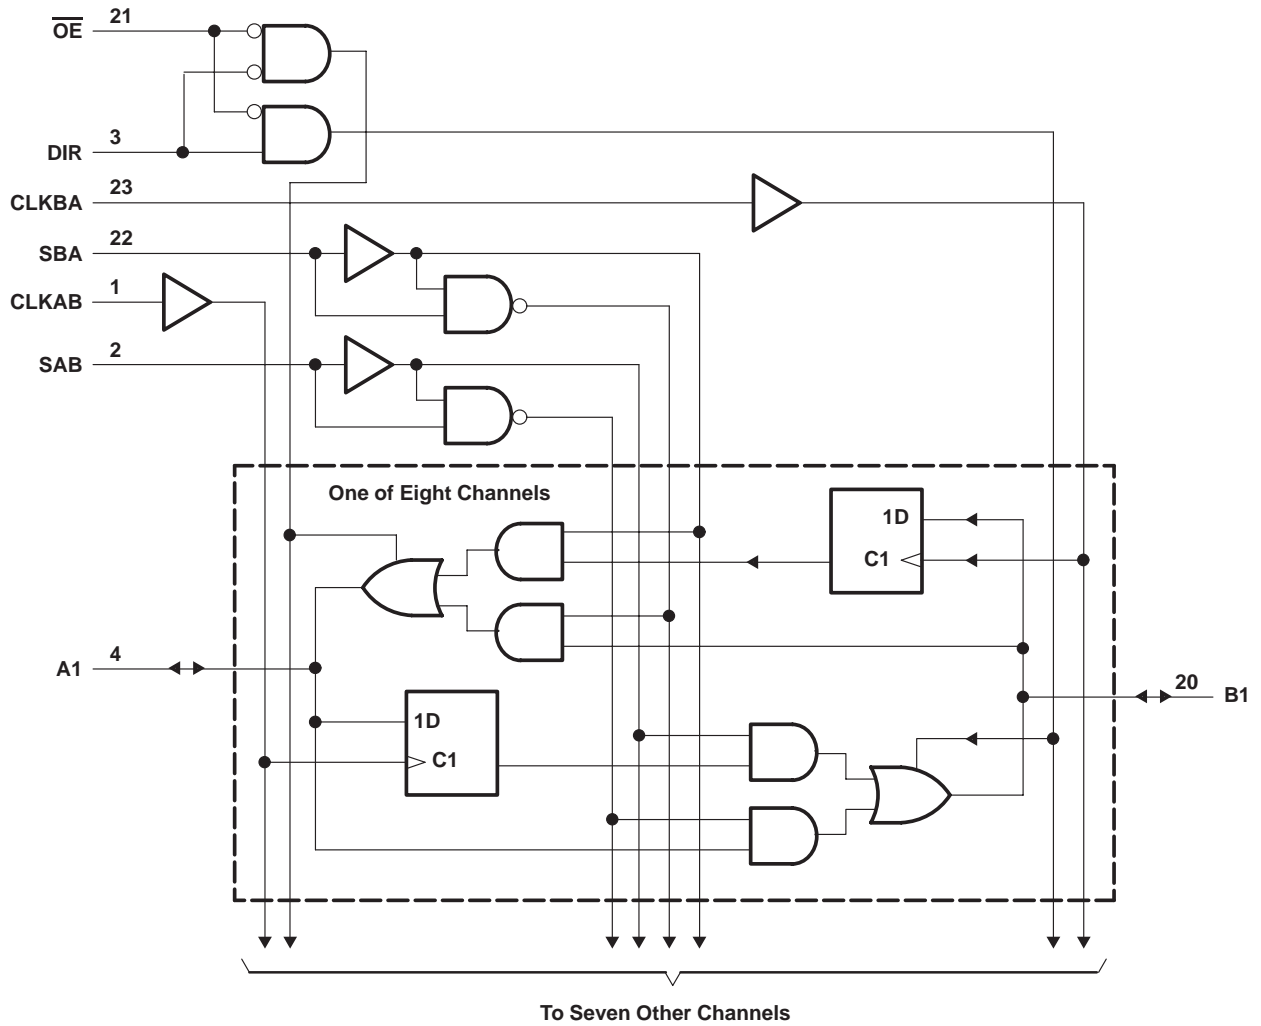 OE 21
DIR 3
CLKBA 23
SBA 22
CLKAB 1
SAB 2
One of Eight Channels
1D
C1
A1 4
20 B1
1D
C1
To Seven Other Channels